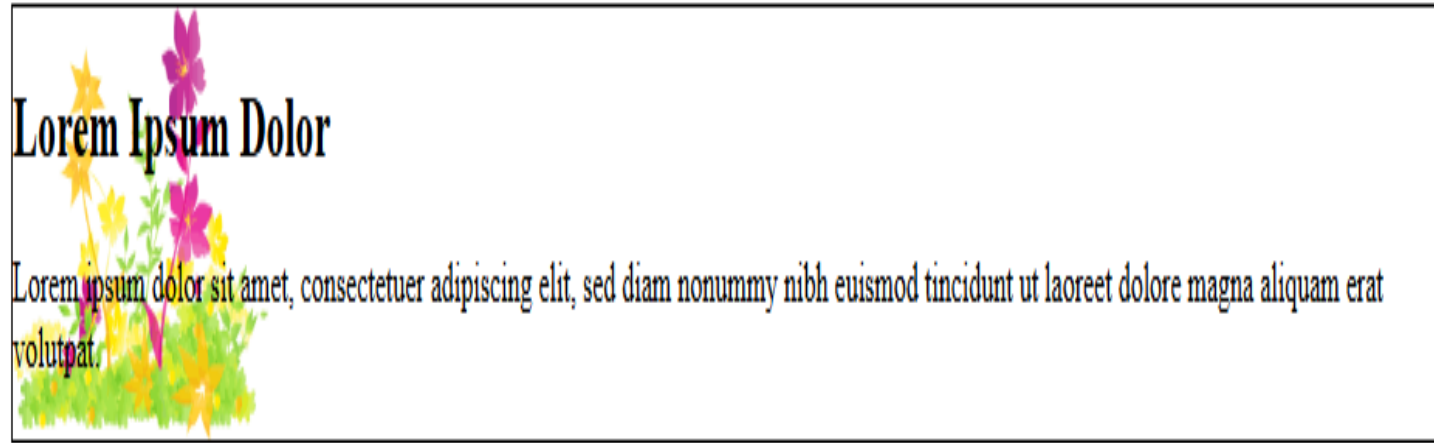 Lorem Ipsum Dolor
Lorem ipsum dolor sit amet, consectetuer adipiscing elit, sed diam nonummy nibh euismod tincidunt ut laoreet dolore magna aliquam erat
volutpat.